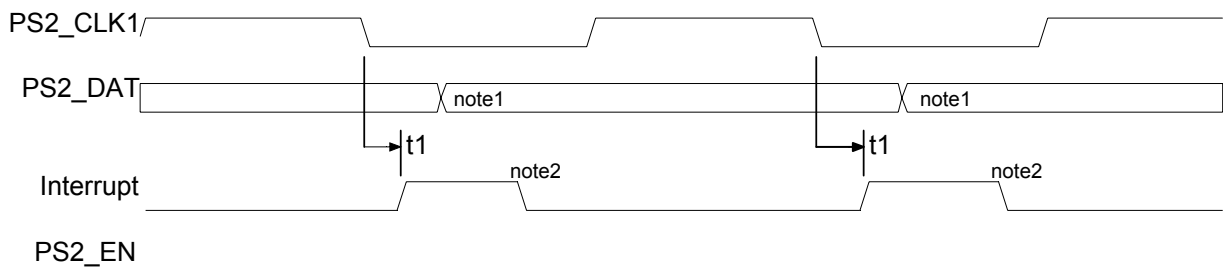 PS2_CLK1
PS2_DAT
note1
note1
t1
t1
Interrupt
note2
note2
PS2_EN